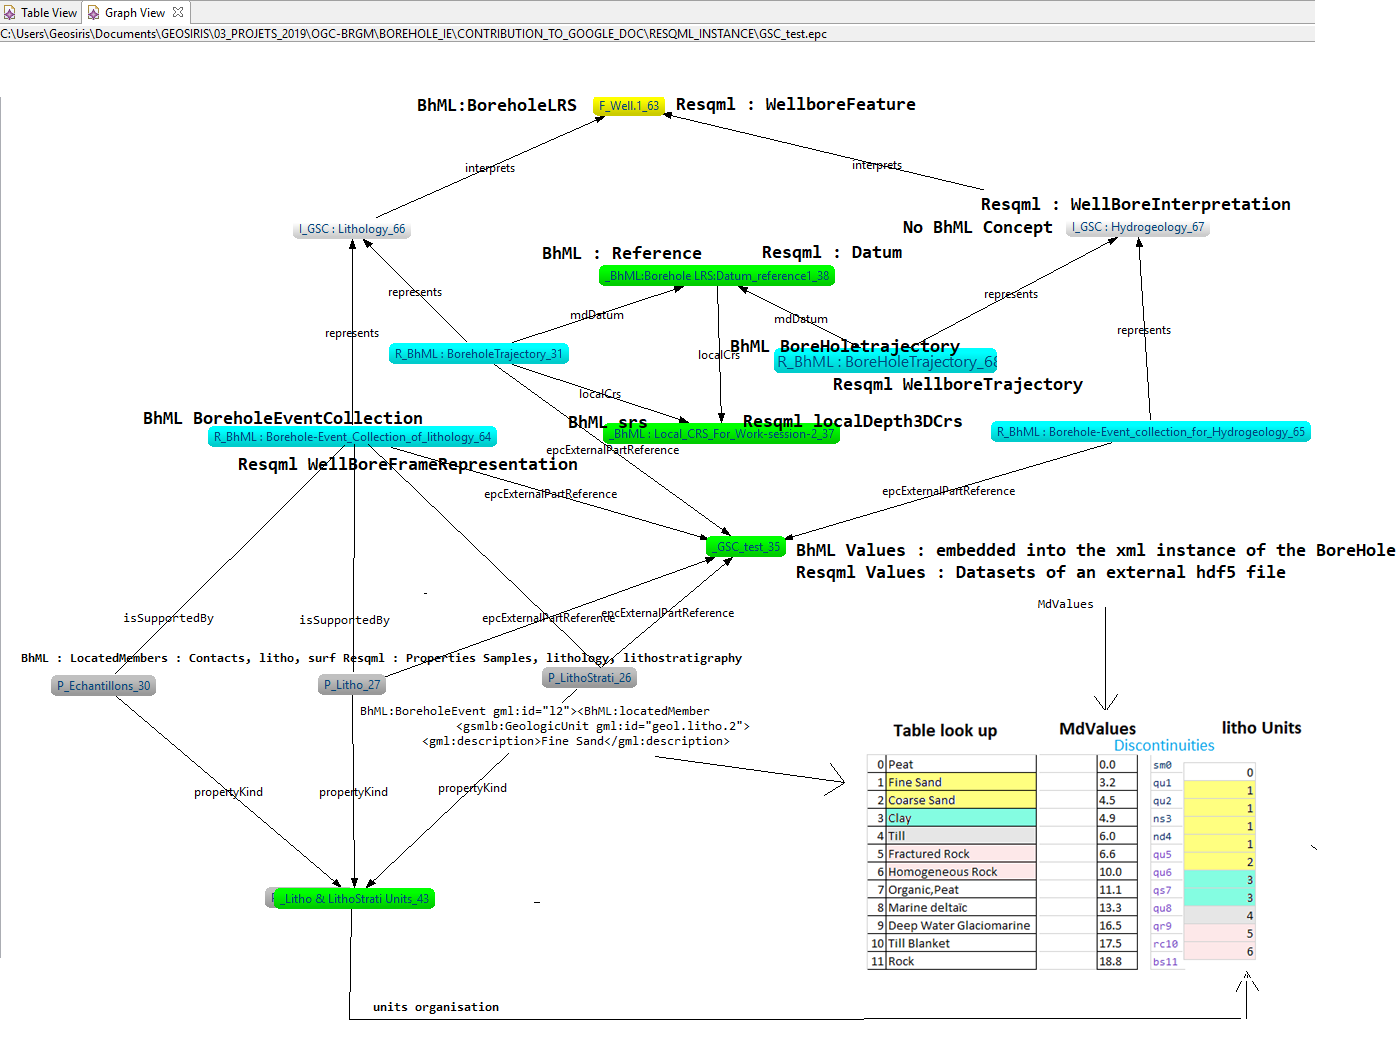 Table View
Graph View
C:\Users\Geosiris\Documents\GEOSIRIS\03_PROJETS_2019\OGC-BRGM\BOREHOLE_IE\CONTRIBUTION_TO_GOOGLE_DOC\RESQML_INSTANCE\GSC_test.epc
BhML:BoreholeLRS
F_Well.1_63
Resqml : WellboreFeature
interprets
interprets
Resqml : WellBoreInterpretation
I_GSC : Lithology_66
No BhML Concept
I_GSC : Hydrogeology_67
BhML : Reference
Resqml : Datum
_BhML:Borehole LRS:Datum_reference1_38
represents
represents
mdDatum
mdDatum
represents
represents
BhML BoreHoletrajectory
R_BhML : BoreholeTrajectory_31
localCrs
R_BhML : BoreHoleTrajectory_68
Resqml WellboreTrajectory
localCrs
BhML BoreholeEventCollection
BhML srs
Resqml localDepth3DCrs
R_BhML : Borehole-Event_Collection_of_lithology_64
_BhML : Local_CRS_For_Work-session-2_37
R_BhML : Borehole-Event_collection_for_Hydrogeology_65
epcExternalPartReference
Resqml WellBoreFrameRepresentation
epcExternalPartReference
epcExternalPartReference
_GSC_test_35
BhML Values : embedded into the xml instance of the BoreHole
Resqml Values : Datasets of an external hdf5 file
MdValues
isSupportedBy
isSupportedBy
epcExternalPartReference
epcExternalPartReference
BhML : LocatedMembers : Contacts, litho, surf Resqml : Properties Samples, lithology, lithostratigraphy
P_Echantillons_30
P_Litho_27
P_LithoStrati_26
BhML:BoreholeEvent gml:id="l2"><BhML:locatedMember
<gsmlb:GeologicUnit gml:id="geol.litho.2">
<gml:description>Fine Sand</gml:description>
Table look up
MdValues
litho Units
Discontinuities
0 Peat 0.0 sm0 0
1 Fine Sand 3.2 qu1 1
2 Coarse Sand 4.5 qu2 1
3 Clay 4.9 ns3 1
4 Till 6.0 nd4 1
5 Fractured Rock 6.6 qu5 2
6 Homogeneous Rock 10.0 qu6 3
7 Organic,Peat 11.1 qs7 3
8 Marine deltaïc 13.3 qu8 4
9 Deep Water Glaciomarine 16.5 qr9 5
10 Till Blanket 17.5 rc10 6
11 Rock 18.8 bs11
propertyKind
propertyKind
propertyKind
_Litho & LithoStrati Units_43
units organisation